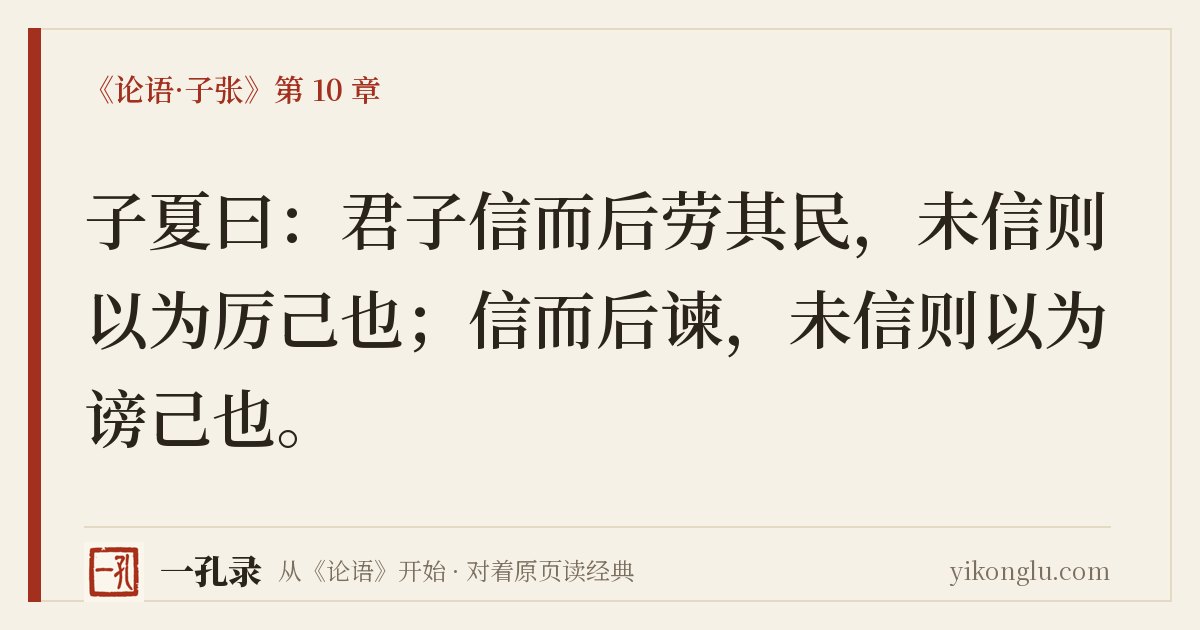 《论语·子张》第 10 章
子夏曰：君子信而后劳其民，未信则
以为厉己也；信而后谏，未信则以为
谤己也。
一孔
一孔录 从《论语》开始 · 对着原页读经典 yikonglu.com